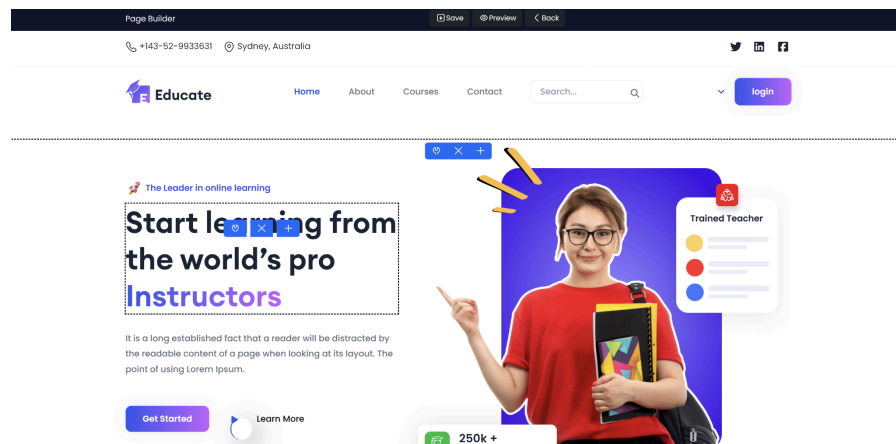 Page Builder
Save
Preview
Back
+143-52-9933631
Sydney, Australia
Educate
Home
About
Courses
Contact
Search...
login
The Leader in online learning
Start learning from
the world's pro
Instructors
It is a long established fact that a reader will be distracted by
the readable content of a page when looking at its layout. The
point of using Lorem Ipsum.
Get Started
Learn More
Trained Teacher
250k +